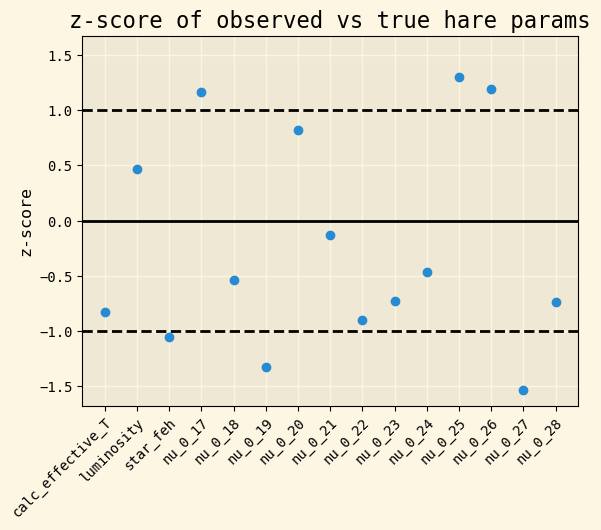 z-score of observed vs true hare params
z-score
1.5
1.0
0.5
0.0
−0.5
−1.0
−1.5
calc_effective_T
luminosity
star_feh
nu_0_17
nu_0_18
nu_0_19
nu_0_20
nu_0_21
nu_0_22
nu_0_23
nu_0_24
nu_0_25
nu_0_26
nu_0_27
nu_0_28